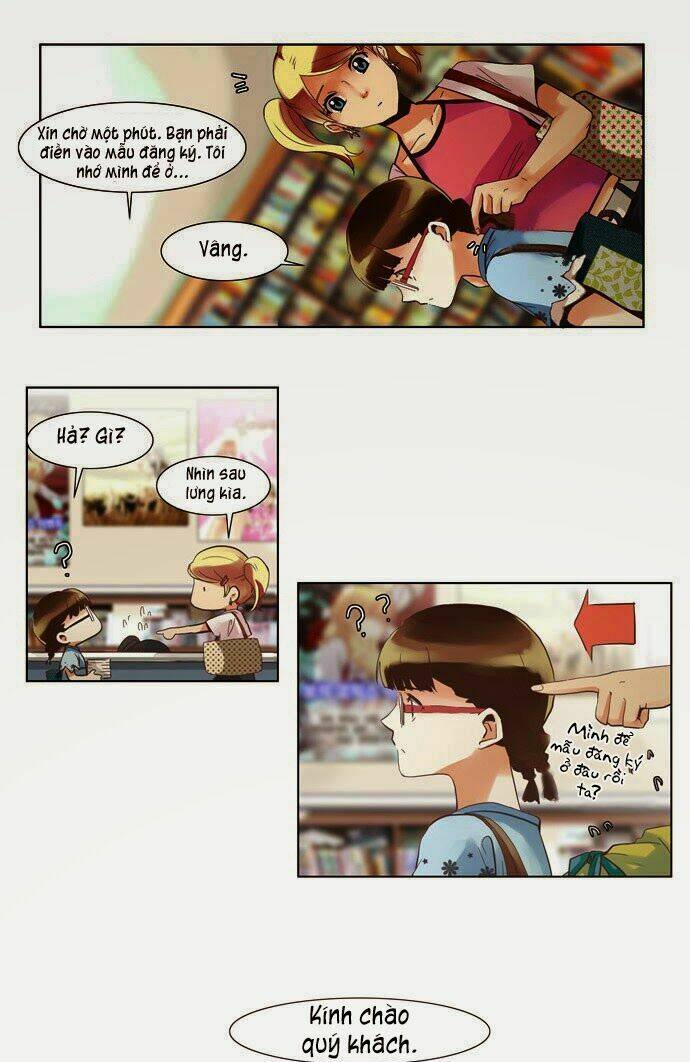 Xin chờ một phút. Bạn phải
điền vào mẫu đăng ký. Tôi
nhớ mình để ở...
Vâng.
Hả? Gì?
Nhìn sau
lưng kìa.
Mình để
mẫu đăng ký
ở đâu rồi
ta?
Kính chào
quý khách.